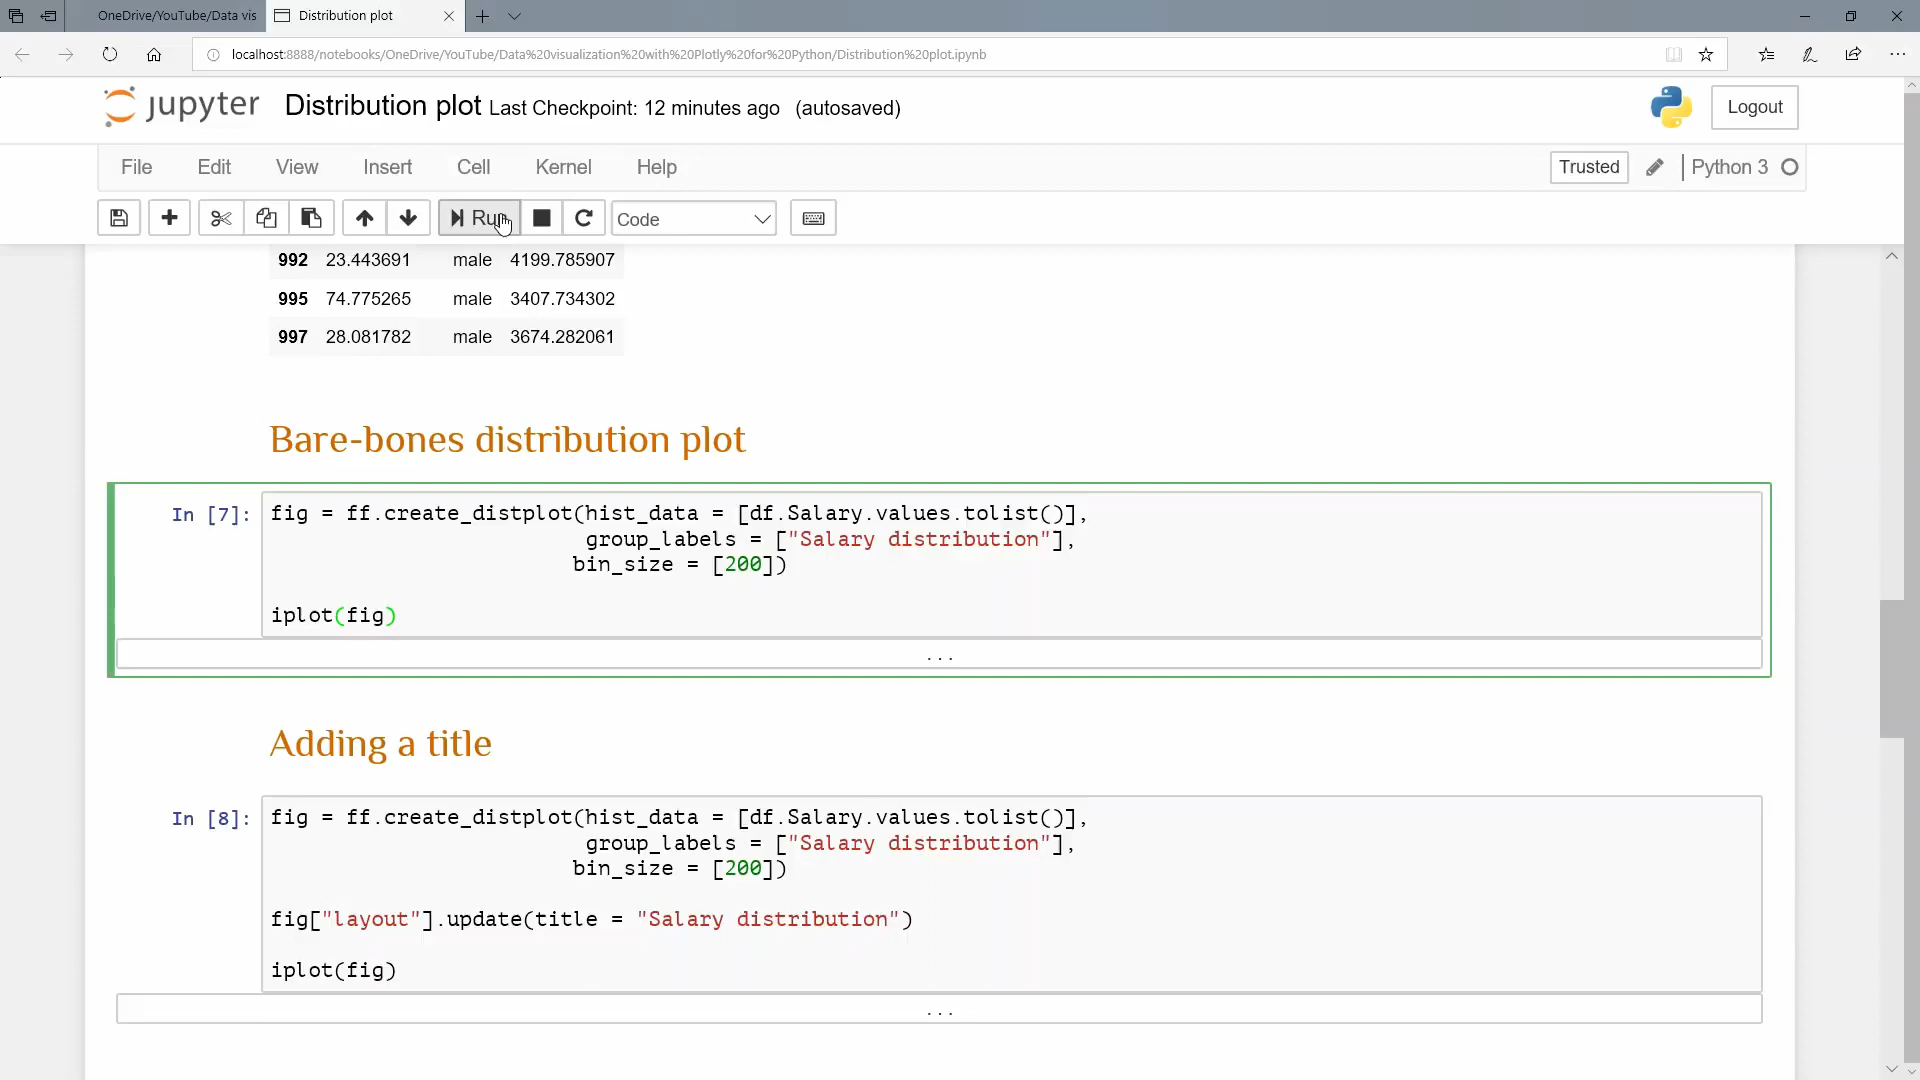 OneDrive/YouTube/Data vis
Distribution plot
localhost:8888/notebooks/OneDrive/YouTube/Data%20visualization%20with%20Plotly%20for%20Python/Distribution%20plot.ipynb
jupyter Distribution plot Last Checkpoint: 12 minutes ago (autosaved)
Logout
File Edit View Insert Cell Kernel Help
Trusted
Python 3
Run
Code
992 23.443691 male 4199.785907
995 74.775265 male 3407.734302
997 28.081782 male 3674.282061
Bare-bones distribution plot
In [7]: fig = ff.create_distplot(hist_data = [df.Salary.values.tolist()],
group_labels = ["Salary distribution"],
bin_size = [200])
iplot(fig)
...
Adding a title
In [8]: fig = ff.create_distplot(hist_data = [df.Salary.values.tolist()],
group_labels = ["Salary distribution"],
bin_size = [200])
fig["layout"].update(title = "Salary distribution")
iplot(fig)
...